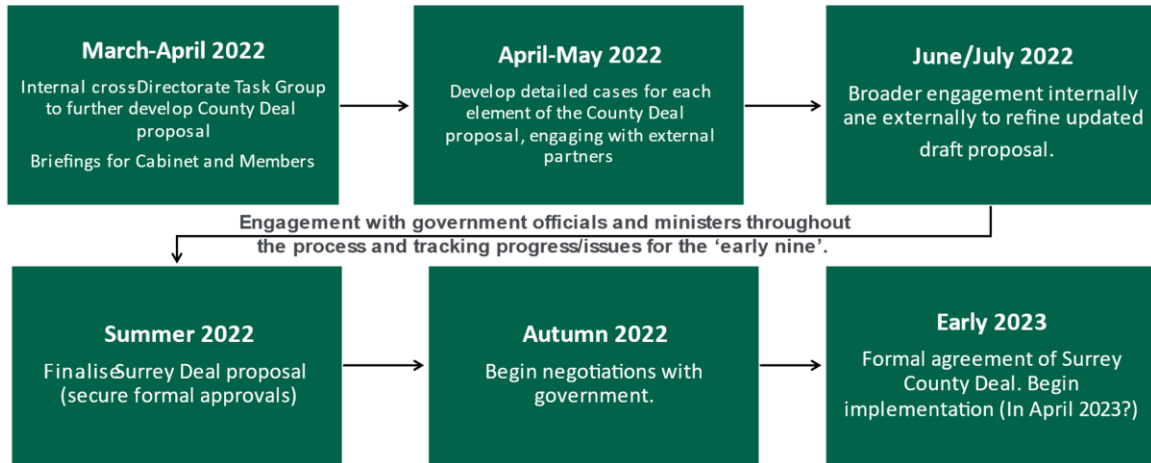 March-April 2022
Internal cross-Directorate Task Group
to further develop County Deal
proposal
Briefings for Cabinet and Members
April-May 2022
Develop detailed cases for each
element of the County Deal
proposal, engaging with external
partners
June/July 2022
Broader engagement internally
ane externally to refine updated
draft proposal.
Engagement with government officials and ministers throughout
the process and tracking progress/issues for the ‘early nine’.
Summer 2022
Finalise Surrey Deal proposal
(secure formal approvals)
Autumn 2022
Begin negotiations with
government.
Early 2023
Formal agreement of Surrey
County Deal. Begin
implementation (In April 2023?)